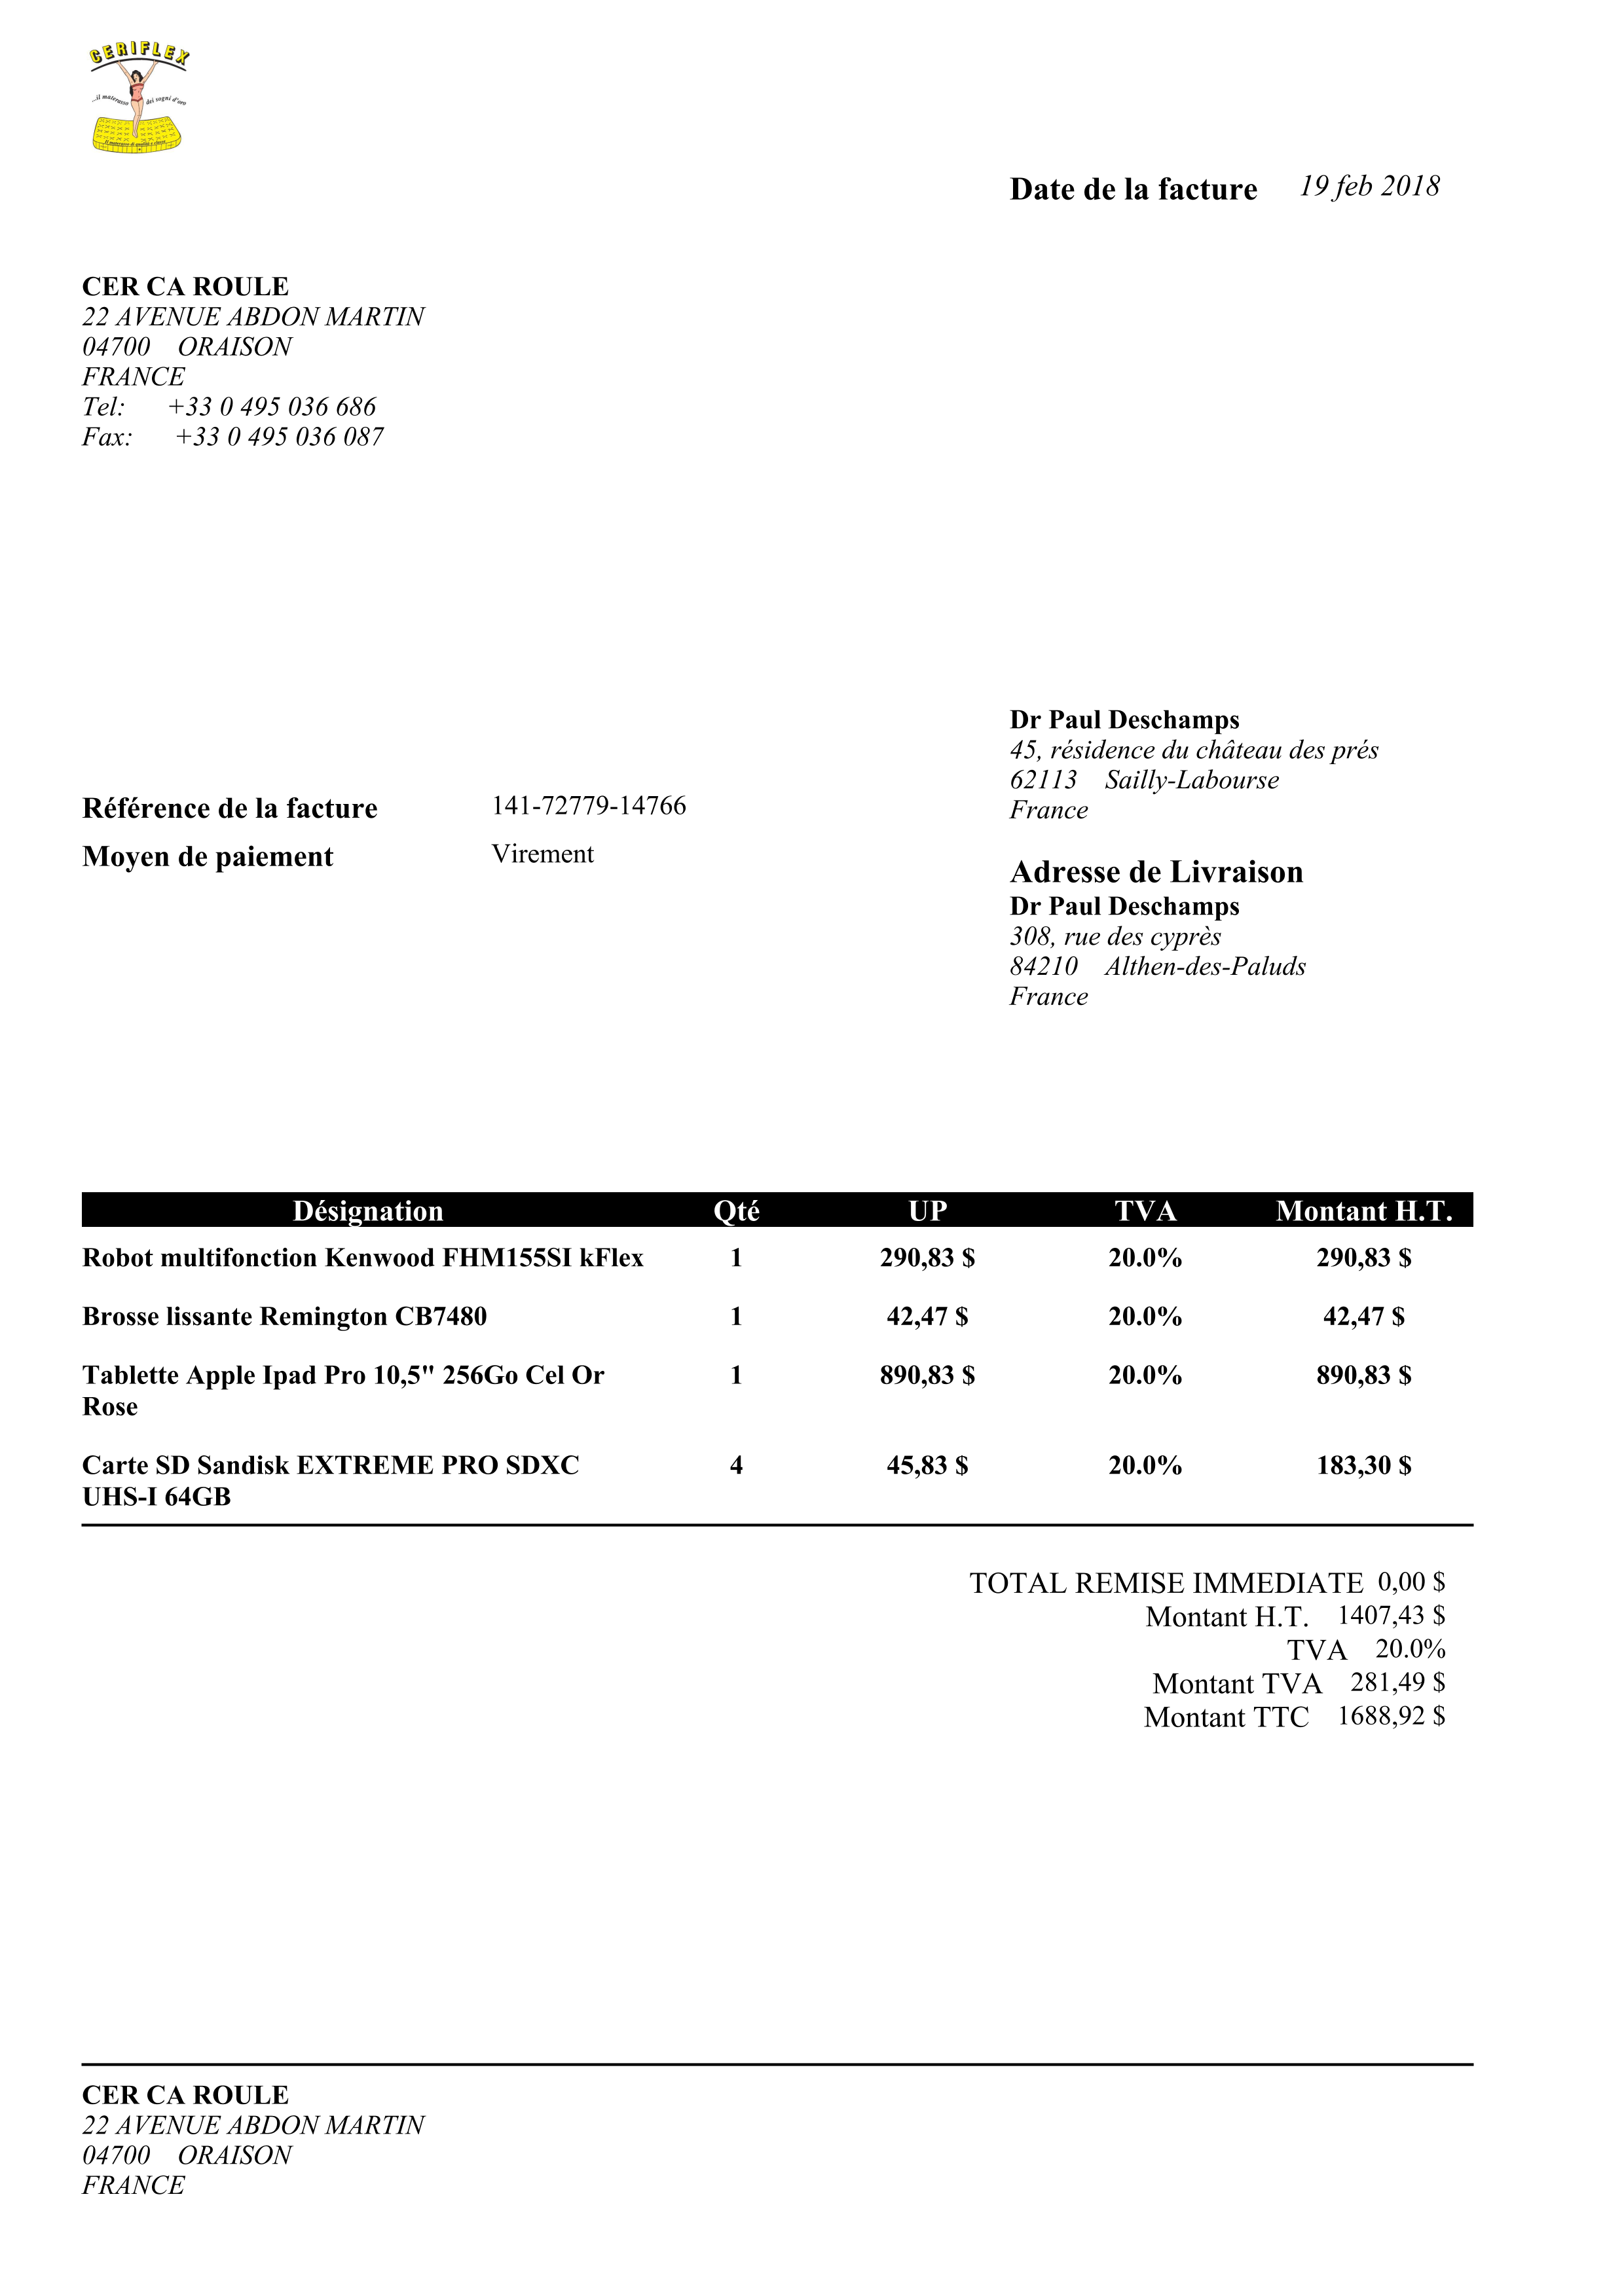 CERIFLEX
...il materasso dei sogni d'oro
Date de la facture 19 feb 2018
CER CA ROULE
22 AVENUE ABDON MARTIN
04700 ORAISON
FRANCE
Tel: +33 0 495 036 686
Fax: +33 0 495 036 087
Dr Paul Deschamps
45, résidence du château des prés
62113 Sailly-Labourse
France
Référence de la facture 141-72779-14766
Moyen de paiement Virement
Adresse de Livraison
Dr Paul Deschamps
308, rue des cyprès
84210 Althen-des-Paluds
France
Désignation Qté UP TVA Montant H.T.
Robot multifonction Kenwood FHM155SI kFlex 1 290,83 $ 20.0% 290,83 $
Brosse lissante Remington CB7480 1 42,47 $ 20.0% 42,47 $
Tablette Apple Ipad Pro 10,5" 256Go Cel Or 1 890,83 $ 20.0% 890,83 $
Rose
Carte SD Sandisk EXTREME PRO SDXC 4 45,83 $ 20.0% 183,30 $
UHS-I 64GB
TOTAL REMISE IMMEDIATE 0,00 $
Montant H.T. 1407,43 $
TVA 20.0%
Montant TVA 281,49 $
Montant TTC 1688,92 $
CER CA ROULE
22 AVENUE ABDON MARTIN
04700 ORAISON
FRANCE